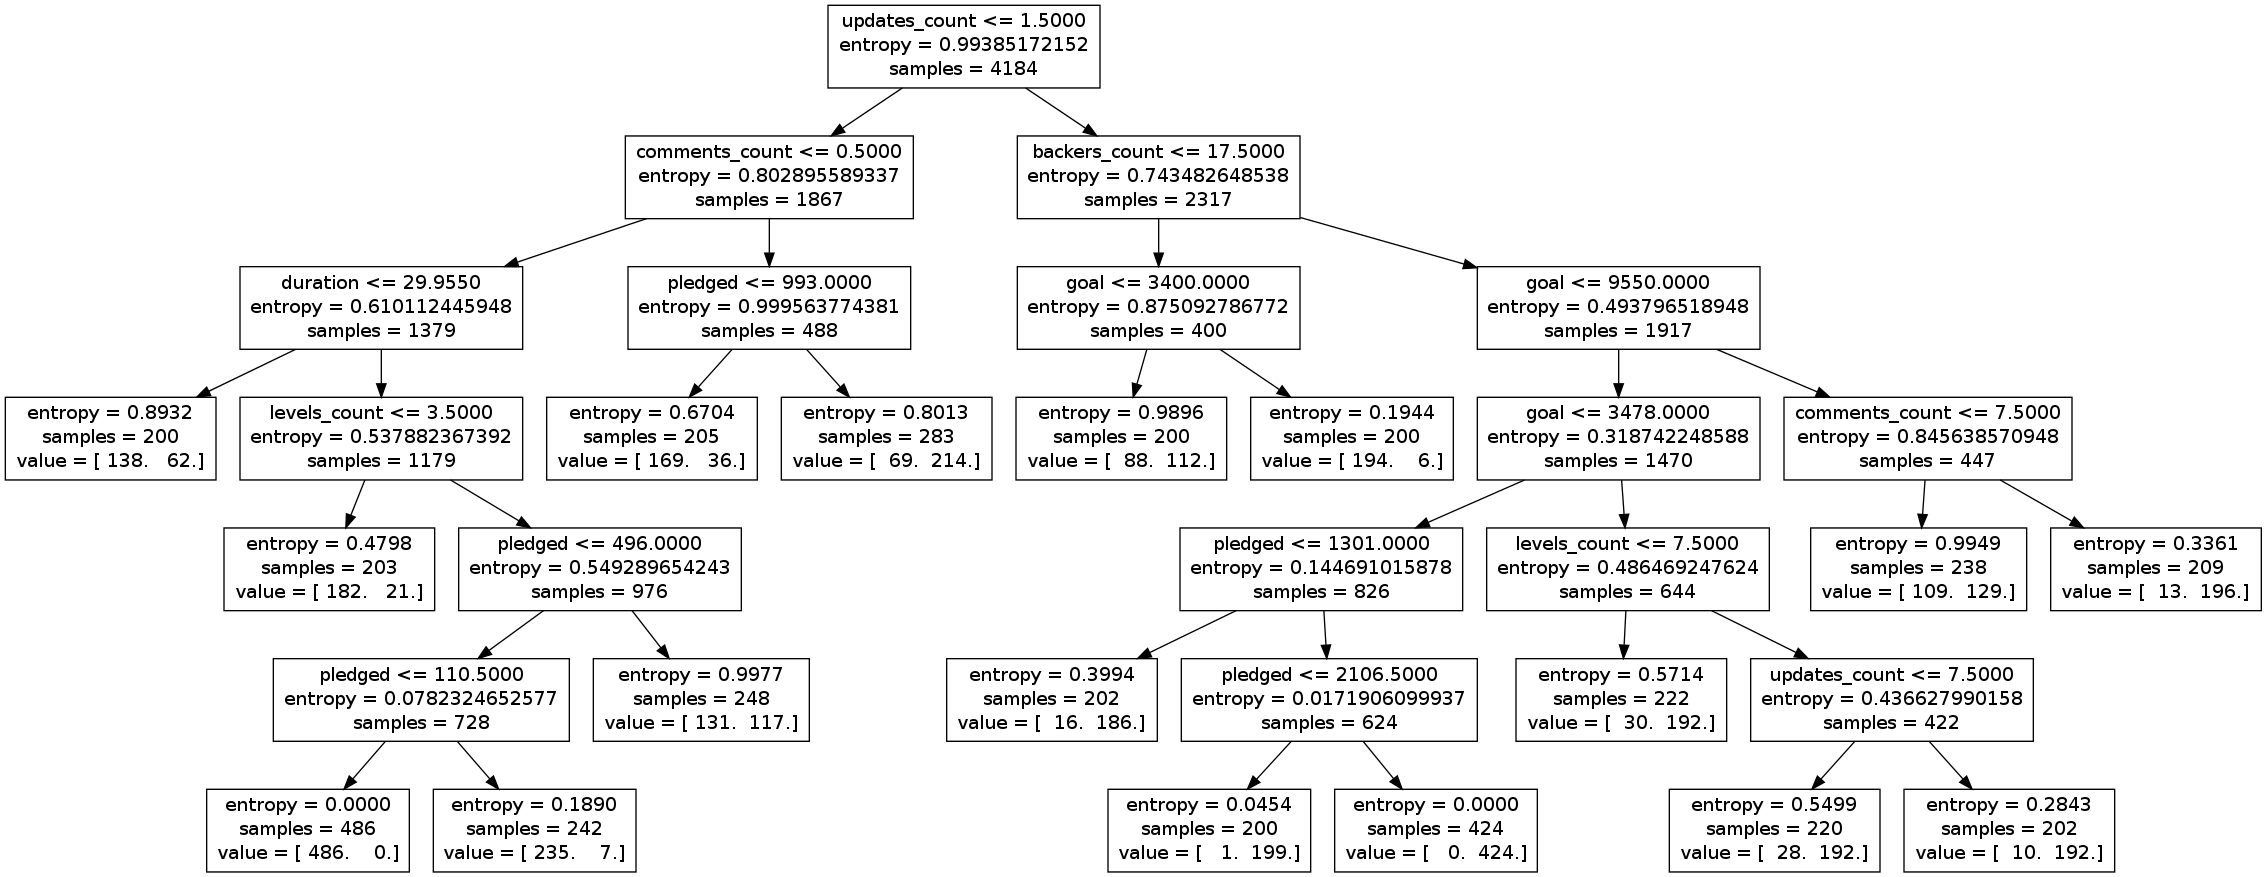 updates_count <= 1.5000
entropy = 0.99385172152
samples = 4184
comments_count <= 0.5000
entropy = 0.802895589337
samples = 1867
backers_count <= 17.5000
entropy = 0.743482648538
samples = 2317
duration <= 29.9550
entropy = 0.610112445948
samples = 1379
pledged <= 993.0000
entropy = 0.999563774381
samples = 488
goal <= 3400.0000
entropy = 0.875092786772
samples = 400
goal <= 9550.0000
entropy = 0.493796518948
samples = 1917
entropy = 0.8932
samples = 200
value = [ 138.   62.]
levels_count <= 3.5000
entropy = 0.537882367392
samples = 1179
entropy = 0.6704
samples = 205
value = [ 169.   36.]
entropy = 0.8013
samples = 283
value = [  69.  214.]
entropy = 0.9896
samples = 200
value = [  88.  112.]
entropy = 0.1944
samples = 200
value = [ 194.    6.]
goal <= 3478.0000
entropy = 0.318742248588
samples = 1470
comments_count <= 7.5000
entropy = 0.845638570948
samples = 447
entropy = 0.4798
samples = 203
value = [ 182.   21.]
pledged <= 496.0000
entropy = 0.549289654243
samples = 976
pledged <= 1301.0000
entropy = 0.144691015878
samples = 826
levels_count <= 7.5000
entropy = 0.486469247624
samples = 644
entropy = 0.9949
samples = 238
value = [ 109.  129.]
entropy = 0.3361
samples = 209
value = [  13.  196.]
pledged <= 110.5000
entropy = 0.0782324652577
samples = 728
entropy = 0.9977
samples = 248
value = [ 131.  117.]
entropy = 0.3994
samples = 202
value = [  16.  186.]
pledged <= 2106.5000
entropy = 0.0171906099937
samples = 624
entropy = 0.5714
samples = 222
value = [  30.  192.]
updates_count <= 7.5000
entropy = 0.436627990158
samples = 422
entropy = 0.0000
samples = 486
value = [ 486.    0.]
entropy = 0.1890
samples = 242
value = [ 235.    7.]
entropy = 0.0454
samples = 200
value = [   1.  199.]
entropy = 0.0000
samples = 424
value = [   0.  424.]
entropy = 0.5499
samples = 220
value = [  28.  192.]
entropy = 0.2843
samples = 202
value = [  10.  192.]